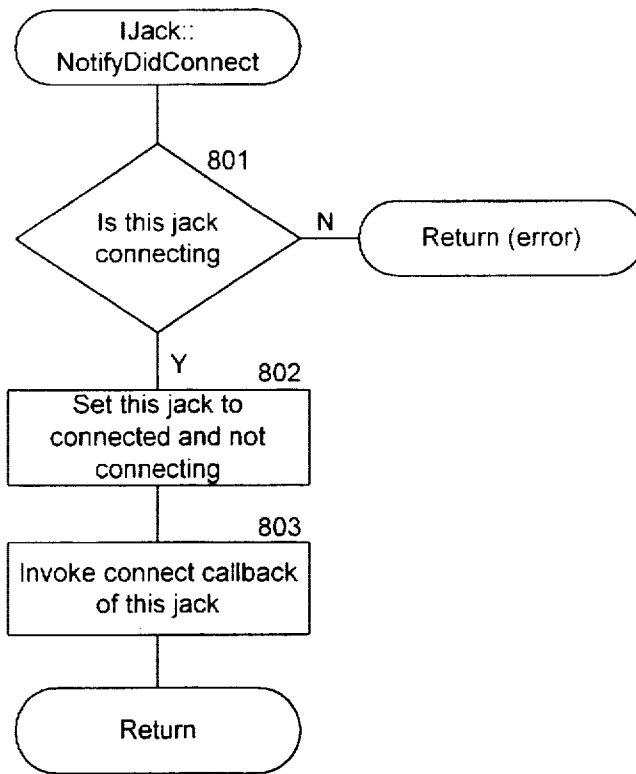 IJack::
NotifyDidConnect
801
Is this jack
connecting
N
Return (error)
Y
802
Set this jack to
connected and not
connecting
803
Invoke connect callback
of this jack
Return